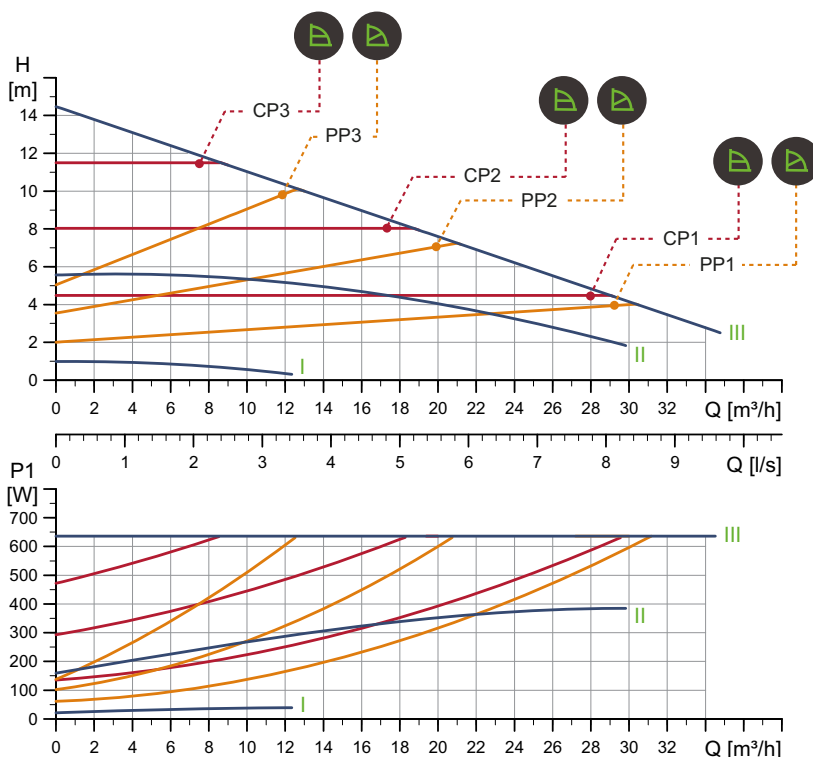 H
[m]
14
12
10
8
6
4
2
0
CP3
PP3
CP2
PP2
CP1
PP1
III
II
I
0 2 4 6 8 10 12 14 16 18 20 22 24 26 28 30 32 Q [m³/h]
0 1 2 3 4 5 6 7 8 9 Q [l/s]
P1
[W]
700
600
500
400
300
200
100
0
III
II
I
0 2 4 6 8 10 12 14 16 18 20 22 24 26 28 30 32 Q [m³/h]